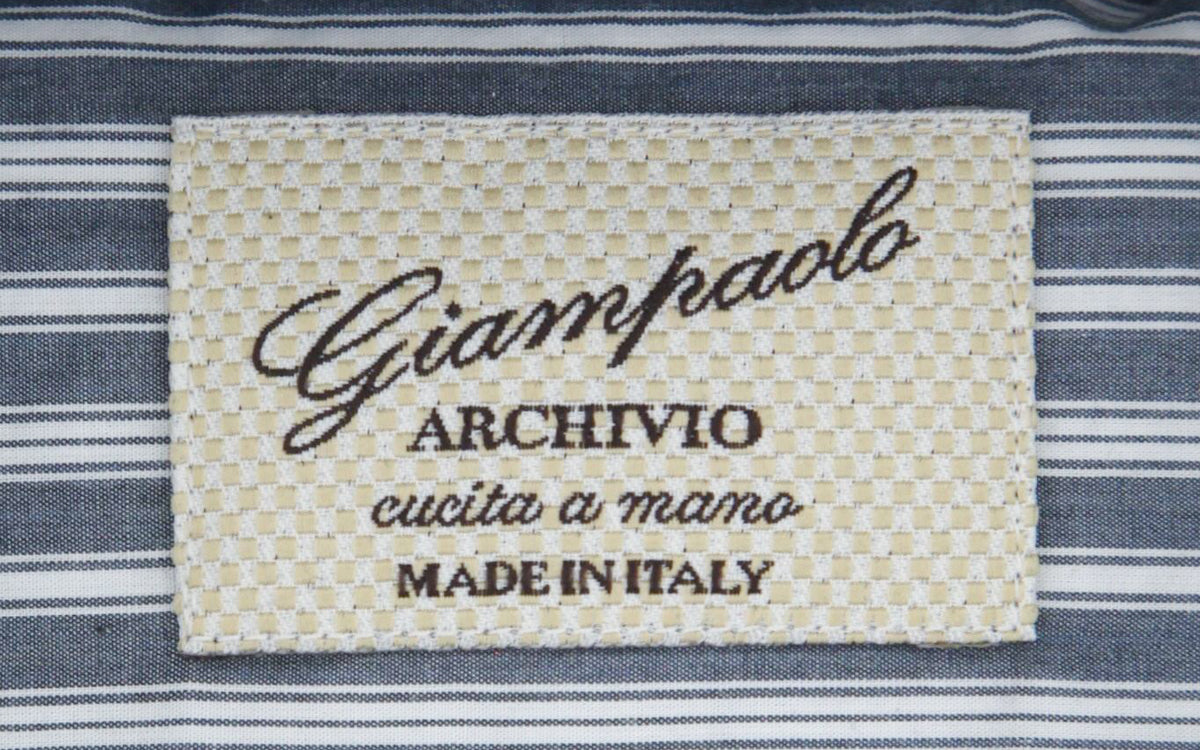 Giampaolo
ARCHIVIO
cucita a mano
MADE IN ITALY